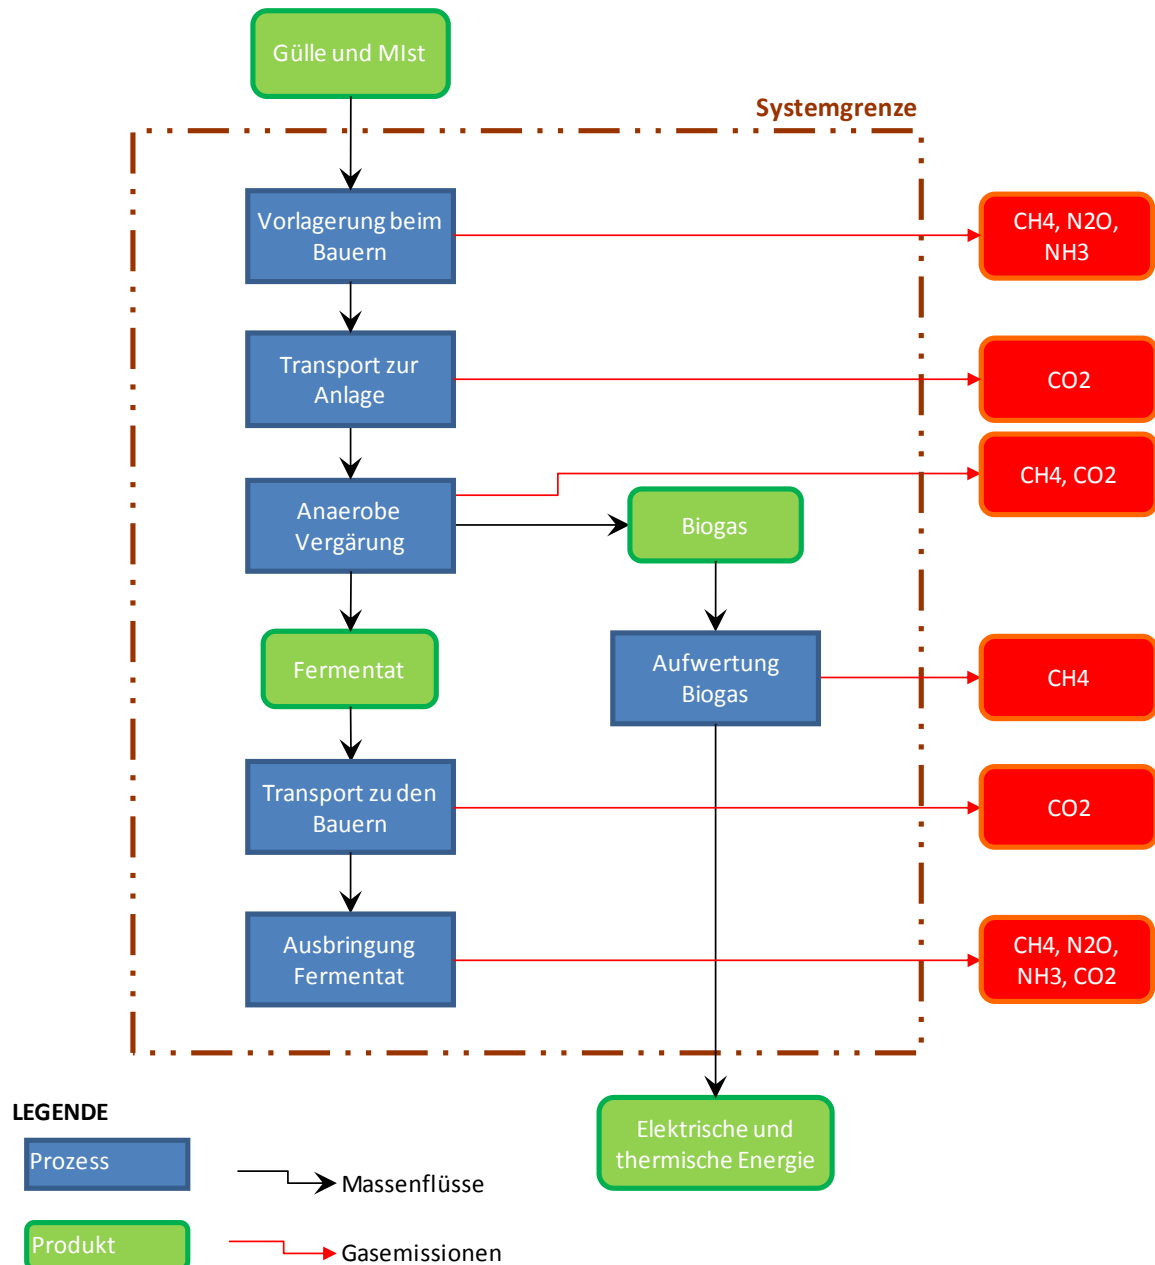 Gülle und MIst
Systemgrenze
Vorlagerung beim
Bauern
CH4, N2O,
NH3
Transport zur
Anlage
CO2
Anaerobe
Vergärung
Biogas
CH4, CO2
Fermentat
Aufwertung
Biogas
CH4
Transport zu den
Bauern
CO2
Ausbringung
Fermentat
CH4, N2O,
NH3, CO2
Elektrische und
thermische Energie
LEGENDE
Prozess
Massenflüsse
Produkt
Gasemissionen